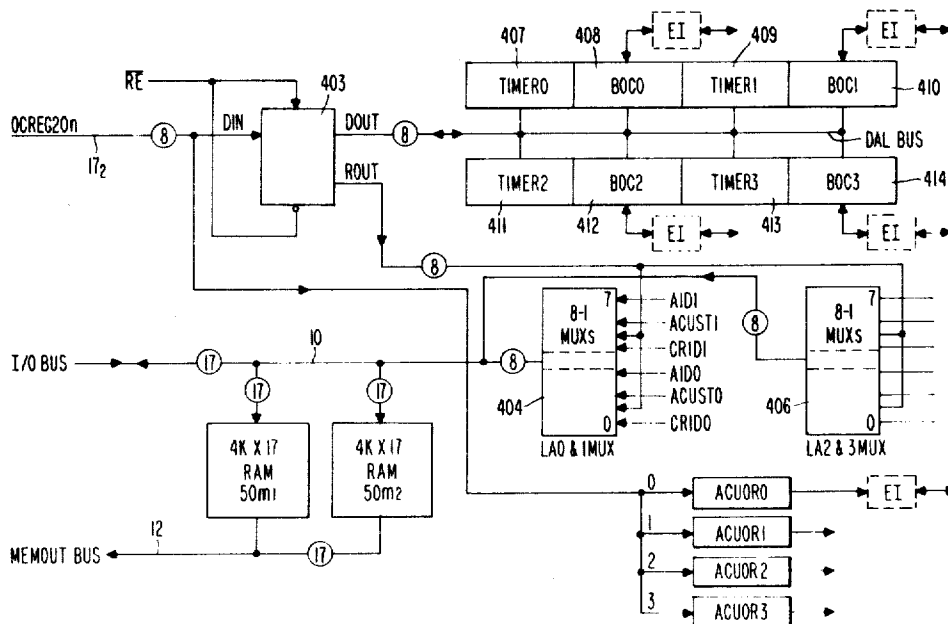 EI
EI
407
408
409
TIMER0
BOC0
TIMER1
BOC1
410
RE
403
OCREG20n
8
DIN
DOUT
8
17₂
ROUT
DAL BUS
TIMER2
BOC2
TIMER3
BOC3
414
411
412
413
EI
EI
8
I/O BUS
17
10
8
7
8-1
MUXs
0
404
LA0 & 1MUX
AID1
ACUST1
CRID1
AID0
ACUST0
CRID0
8
7
8-1
MUXs
0
406
LA2 & 3MUX
17
17
4K X 17
RAM
50m1
4K X 17
RAM
50m2
MEMOUT BUS
12
17
0
ACUOR0
EI
1
ACUOR1
2
ACUOR2
3
ACUOR3